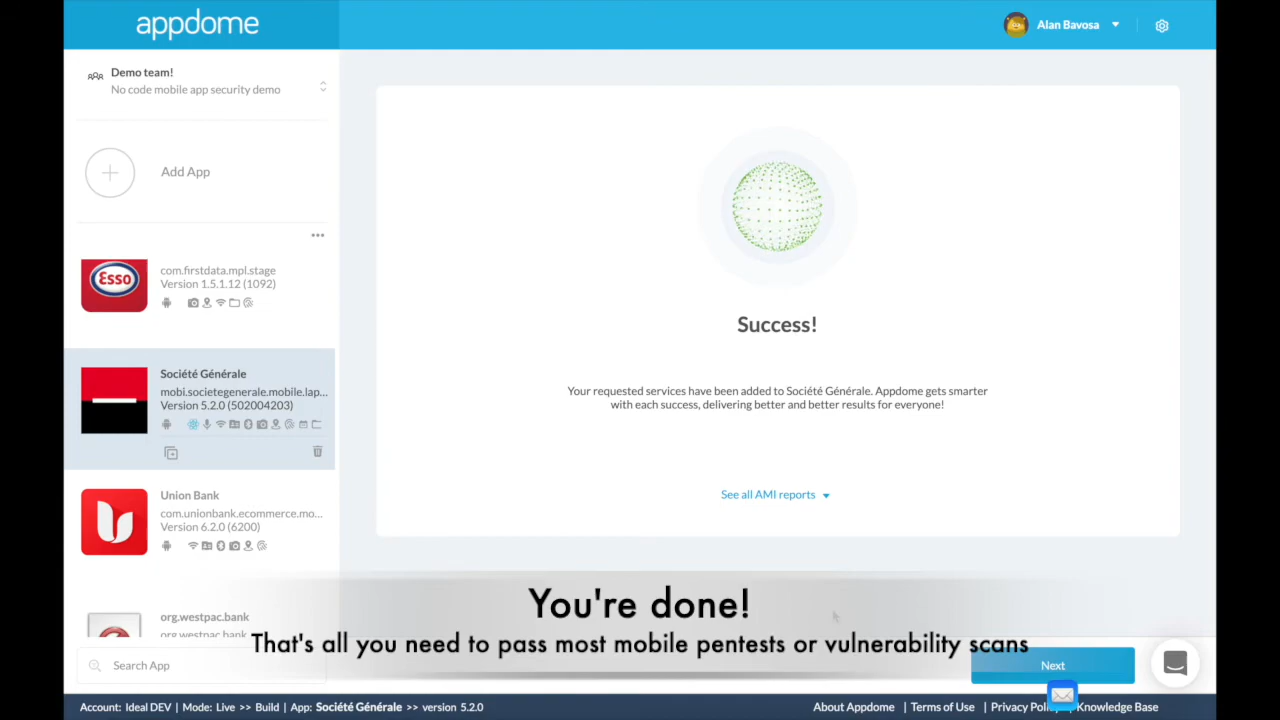 appdome
Alan Bavosa
Demo team!
No code mobile app security demo
Add App
Esso
com.firstdata.mpl.stage
Version 1.5.1.12 (1092)
Société Générale
mobi.societegenerale.mobile.lap...
Version 5.2.0 (502004203)
Union Bank
com.unionbank.ecommerce.mo...
Version 6.2.0 (6200)
org.westpac.bank
org.westpac.bank
Search App
Success!
Your requested services have been added to Société Générale. Appdome gets smarter
with each success, delivering better and better results for everyone!
See all AMI reports
You're done!
That's all you need to pass most mobile pentests or vulnerability scans
Next
Account: Ideal DEV | Mode: Live >> Build | App: Société Générale >> version 5.2.0
About Appdome | Terms of Use | Privacy Policy Knowledge Base